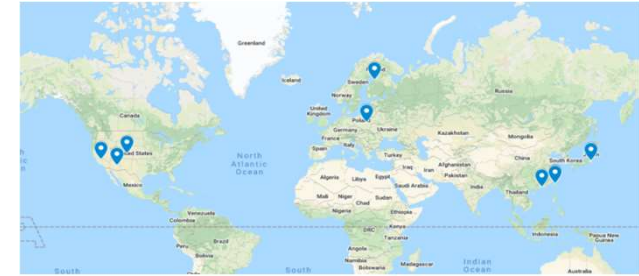 Greenland
Iceland
Sweden
Norway
Russia
United
Kingdom
Poland
Germany
Ukraine
France
Kazakhstan
Mongolia
Spain
Italy
Turkey
Canada
North
Atlantic
Ocean
Mexico
Iraq
Iran
Afghanistan
Pakistan
China
South Korea
Algeria
Libya
Egypt
Saudi Arabia
India
Thailand
Mali
Niger
Chad
Sudan
Nigeria
Ethiopia
Venezuela
Colombia
DRC
Kenya
Tanzania
Indonesia
Papua New
Guinea
Peru
Brazil
Bolivia
Angola
Namibia
Botswana
Madagascar
Indian
Ocean
Australia
South
South